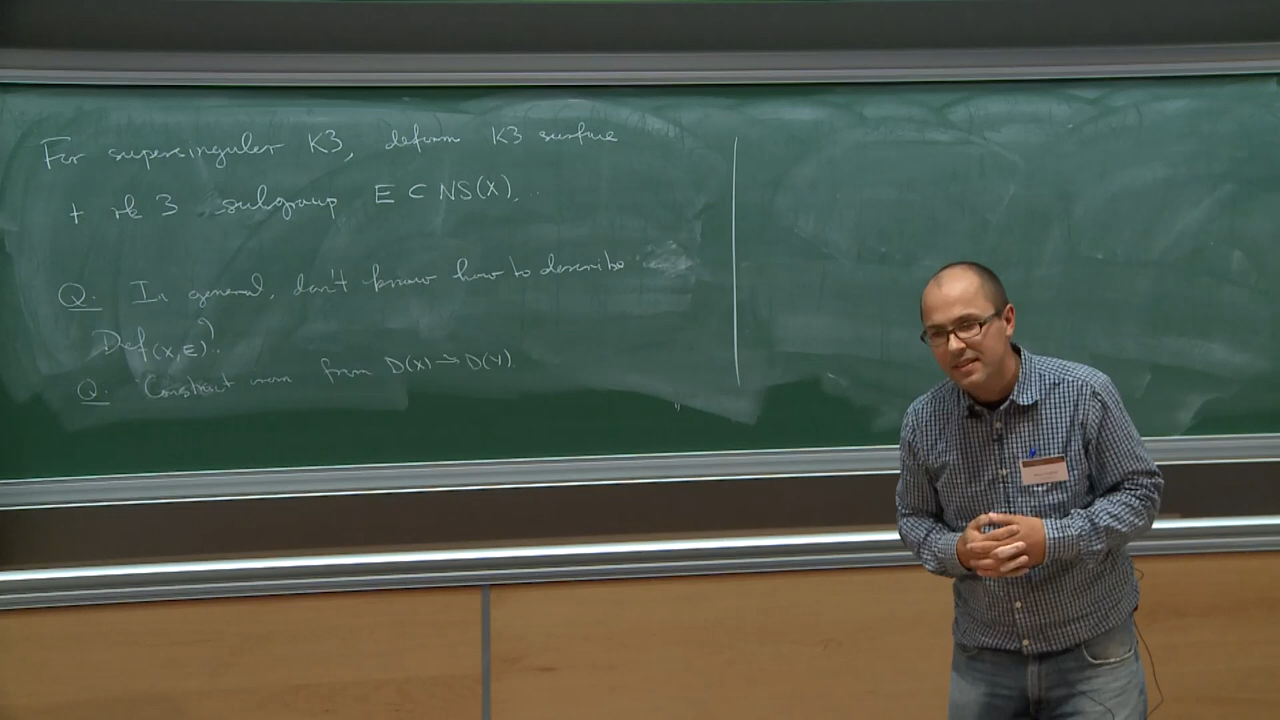 For supersingular K3, deform K3 surface
+ rk 3 subgroup E ⊂ NS(X).
Q. In general, don't know how to describe
Def(X,E).
Q. Construct from D(X) → D(Y).